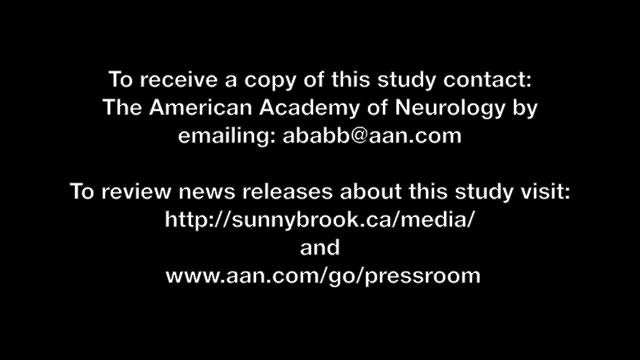 To receive a copy of this study contact:
The American Academy of Neurology by
emailing: ababb@aan.com
To review news releases about this study visit:
http://sunnybrook.ca/media/
and
www.aan.com/go/pressroom